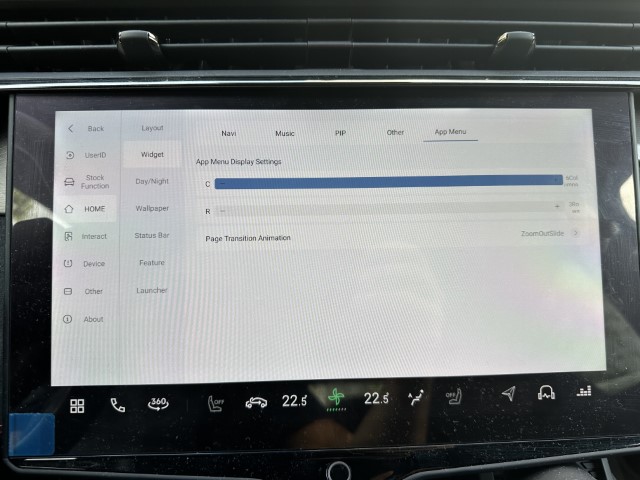 Back
UserID
Stock
Function
HOME
Interact
Device
Other
About
Layout
Widget
Day/Night
Wallpaper
Status Bar
Feature
Launcher
Navi Music PIP Other App Menu
App Menu Display Settings
C −
R − +
Page Transition Animation ZoomOutSlide >
360° OFF 22.5 22.5 OFF